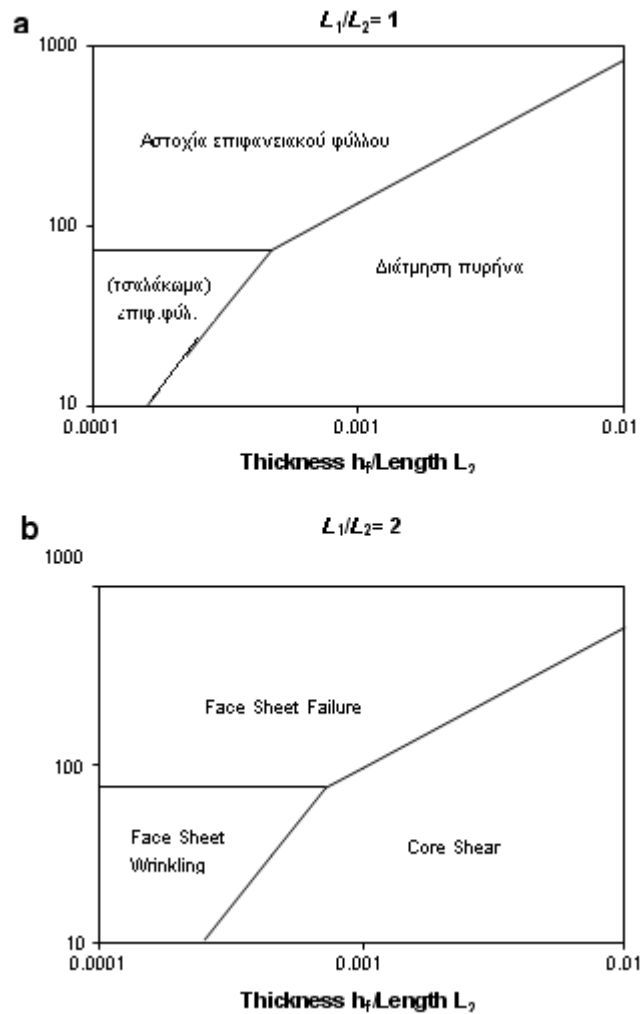 a
L₁/L₂= 1
1000
Αστοχία επιφανειακού φύλλου
100
Διάτμηση πυρήνα
(τσαλάκωμα)
επιφ.φύλ.
10
0.0001
0.001
0.01
Thickness h_f/Length L₂
b
L₁/L₂= 2
1000
Face Sheet Failure
100
Face Sheet
Wrinkling
Core Shear
10
0.0001
0.001
0.01
Thickness h_f/Length L₂